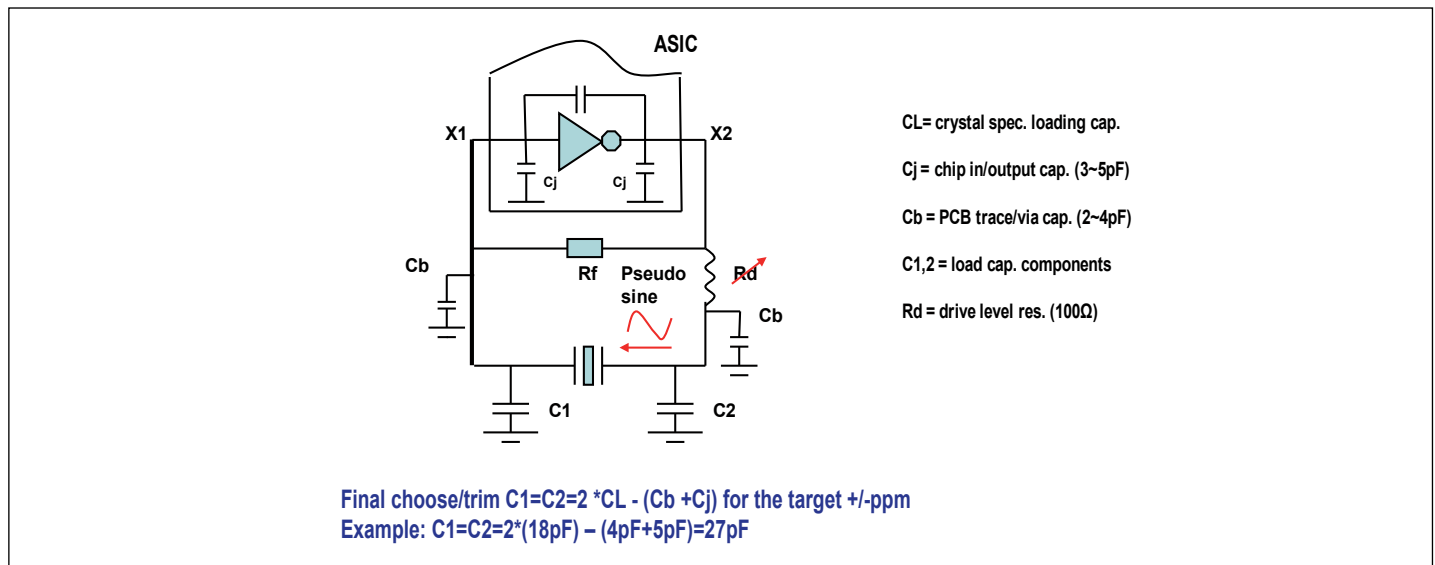 ASIC
X1
X2
Cj
Cj
Cb
Rf
Pseudo
sine
Rd
Cb
C1
C2
CL= crystal spec. loading cap.
Cj = chip in/output cap. (3~5pF)
Cb = PCB trace/via cap. (2~4pF)
C1,2 = load cap. components
Rd = drive level res. (100Ω)
Final choose/trim C1=C2=2 *CL - (Cb +Cj) for the target +/-ppm
Example: C1=C2=2*(18pF) – (4pF+5pF)=27pF